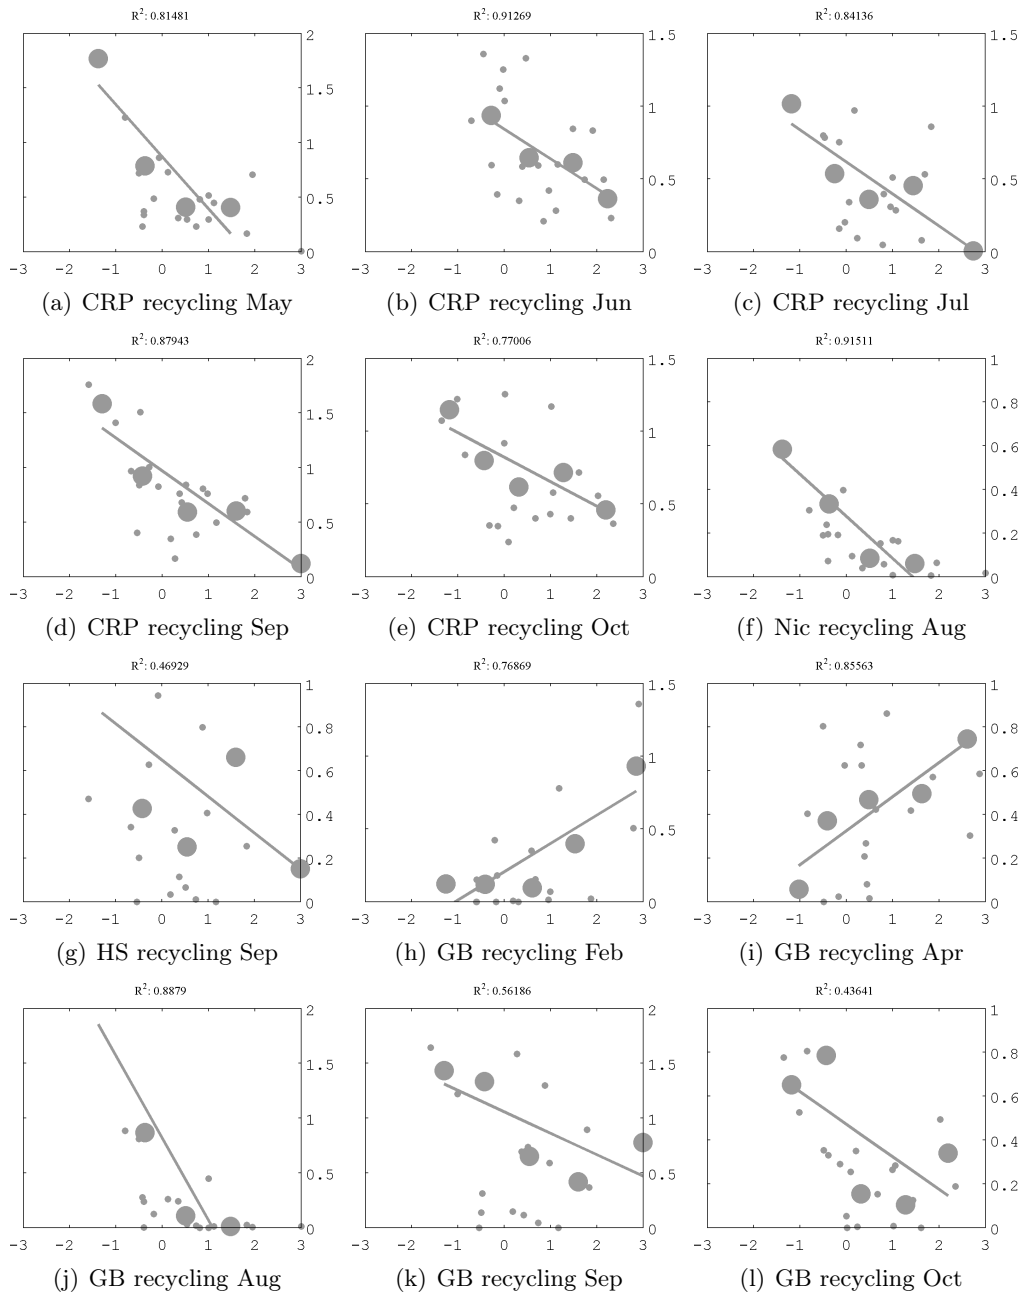 R2: 0.81481
R2: 0.91269
R2: 0.84136
2
1.5
1
0.5
0
-3 -2 -1 0 1 2 3
1.5
1
0.5
0
-3 -2 -1 0 1 2 3
1.5
1
0.5
0
-3 -2 -1 0 1 2 3
(a) CRP recycling May
(b) CRP recycling Jun
(c) CRP recycling Jul
R2: 0.87943
R2: 0.77006
R2: 0.91511
2
1.5
1
0.5
0
-3 -2 -1 0 1 2 3
1.5
1
0.5
0
-3 -2 -1 0 1 2 3
1
0.8
0.6
0.4
0.2
0
-3 -2 -1 0 1 2 3
(d) CRP recycling Sep
(e) CRP recycling Oct
(f) Nic recycling Aug
R2: 0.46929
R2: 0.76869
R2: 0.85563
1
0.8
0.6
0.4
0.2
0
-3 -2 -1 0 1 2 3
1.5
1
0.5
0
-3 -2 -1 0 1 2 3
1
0.8
0.6
0.4
0.2
0
-3 -2 -1 0 1 2 3
(g) HS recycling Sep
(h) GB recycling Feb
(i) GB recycling Apr
R2: 0.8879
R2: 0.56186
R2: 0.43641
2
1.5
1
0.5
0
-3 -2 -1 0 1 2 3
2
1.5
1
0.5
0
-3 -2 -1 0 1 2 3
1
0.8
0.6
0.4
0.2
0
-3 -2 -1 0 1 2 3
(j) GB recycling Aug
(k) GB recycling Sep
(l) GB recycling Oct